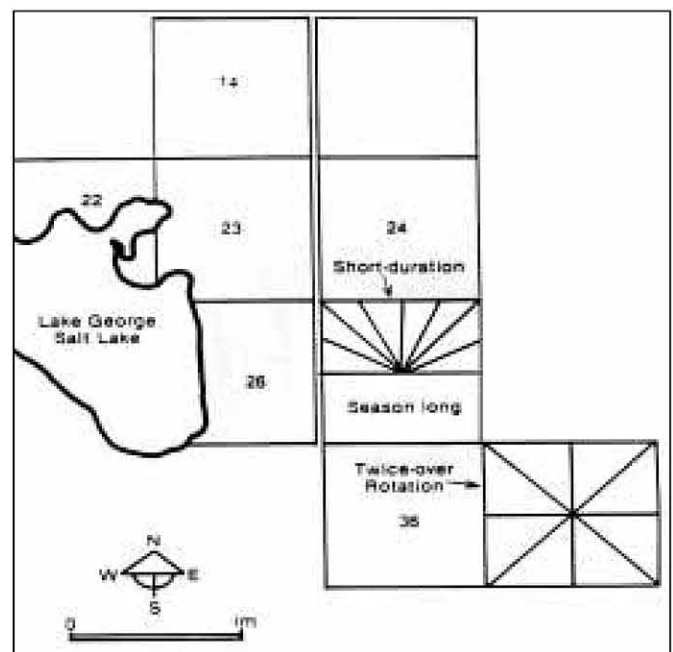 14
22
23
24
Short-duration
Lake George
Salt Lake
26
Season long
Twice-over
Rotation
36
N
W E
S
0 1m